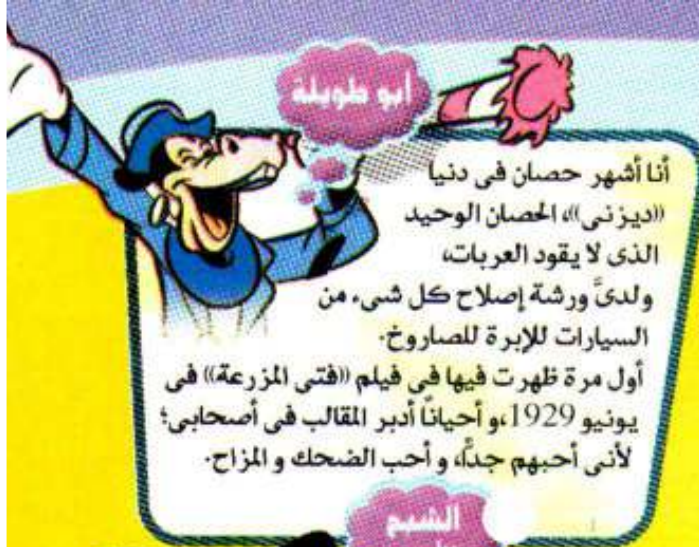 أبو طويلة
أنا أشهر حصان فى دنيا
((ديزنى))، الحصان الوحيد
الذى لا يقود العربات،
ولدىَّ ورشة إصلاح كل شىء، من
السيارات للإبرة للصاروخ.
أول مرة ظهرت فيها فى فيلم ((فتى المزرعة)) فى
يونيو 1929، و أحيانًا أدبر المقالب فى أصحابى؛
لأنى أحبهم جدًّا، و أحب الضحك و المزاح.
الشبح